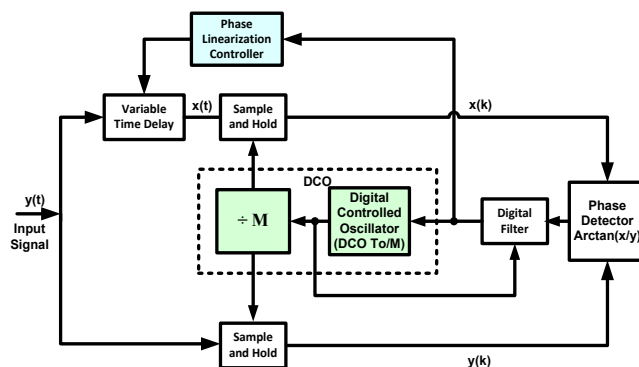 Phase
Linearization
Controller
Variable
Time Delay
x(t)
Sample
and Hold
x(k)
DCO
y(t)
Input
Signal
÷ M
Digital
Controlled
Oscillator
(DCO To/M)
Digital
Filter
Phase
Detector
Arctan(x/y)
Sample
and Hold
y(k)